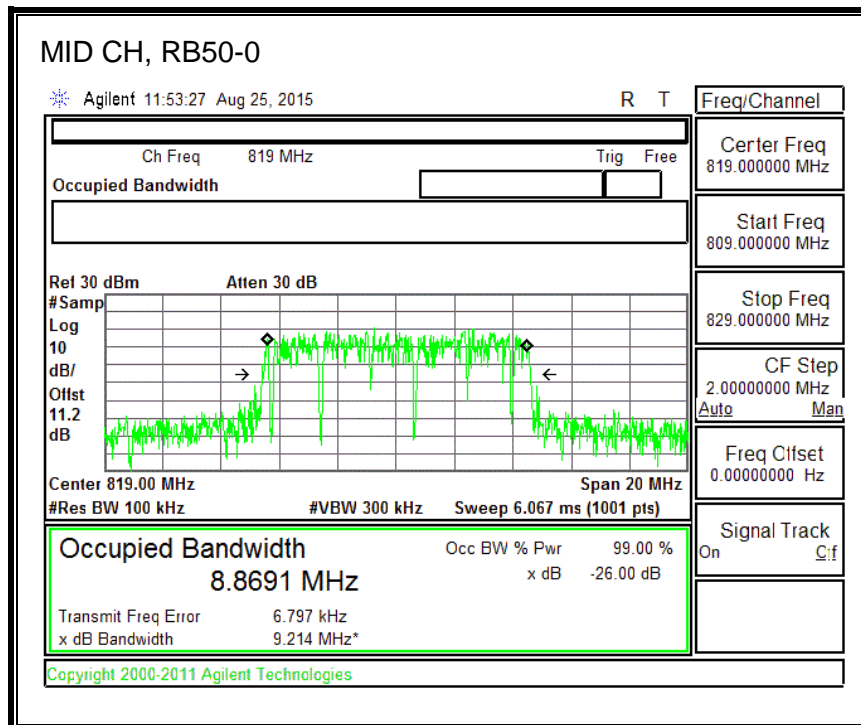 MID CH, RB50-0
Agilent 11:53:27 Aug 25, 2015 R T
Freq/Channel
Ch Freq 819 MHz Trig Free
Occupied Bandwidth
Center Freq
819.000000 MHz
Start Freq
809.000000 MHz
Stop Freq
829.000000 MHz
CF Step
2.00000000 MHz
Auto Man
Freq Offset
0.00000000 Hz
Signal Track
On Off
Ref 30 dBm Atten 30 dB
#Samp
Log
10
dB/
Offst
11.2
dB
Center 819.00 MHz Span 20 MHz
#Res BW 100 kHz #VBW 300 kHz Sweep 6.067 ms (1001 pts)
Occupied Bandwidth Occ BW % Pwr 99.00 %
8.8691 MHz x dB -26.00 dB
Transmit Freq Error 6.797 kHz
x dB Bandwidth 9.214 MHz*
Copyright 2000-2011 Agilent Technologies